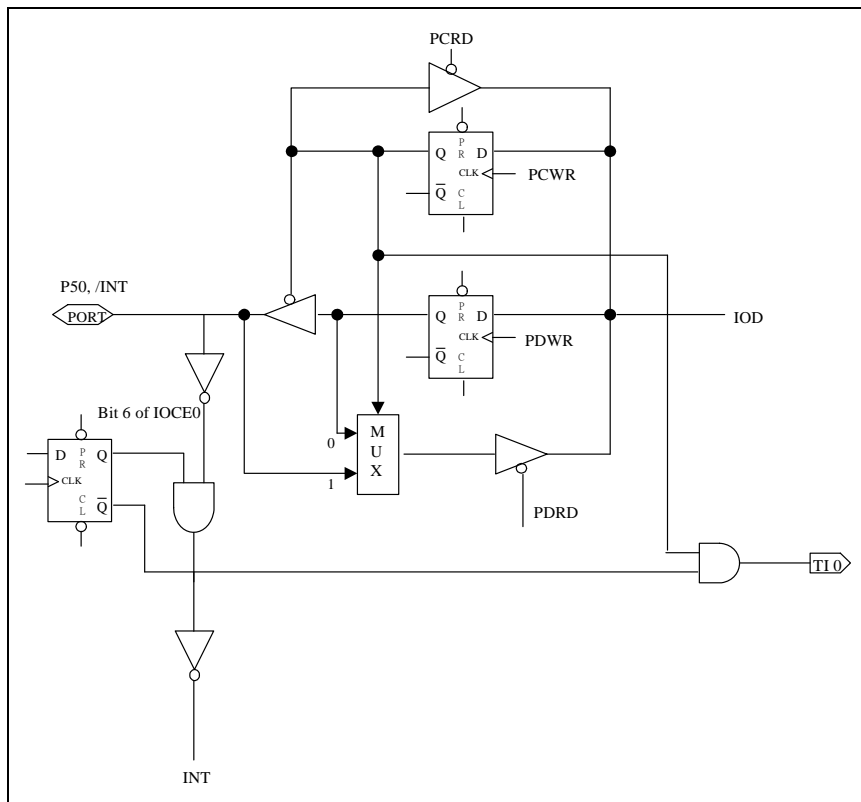 PCRD
P
R
Q
D
CLK
PCWR
Q
C
L
P50, /INT
PORT
P
R
Q
D
CLK
PDWR
IOD
Q
C
L
Bit 6 of IOCE0
0
1
M
U
X
D
P
R
Q
CLK
C
L
Q
PDRD
TI 0
INT